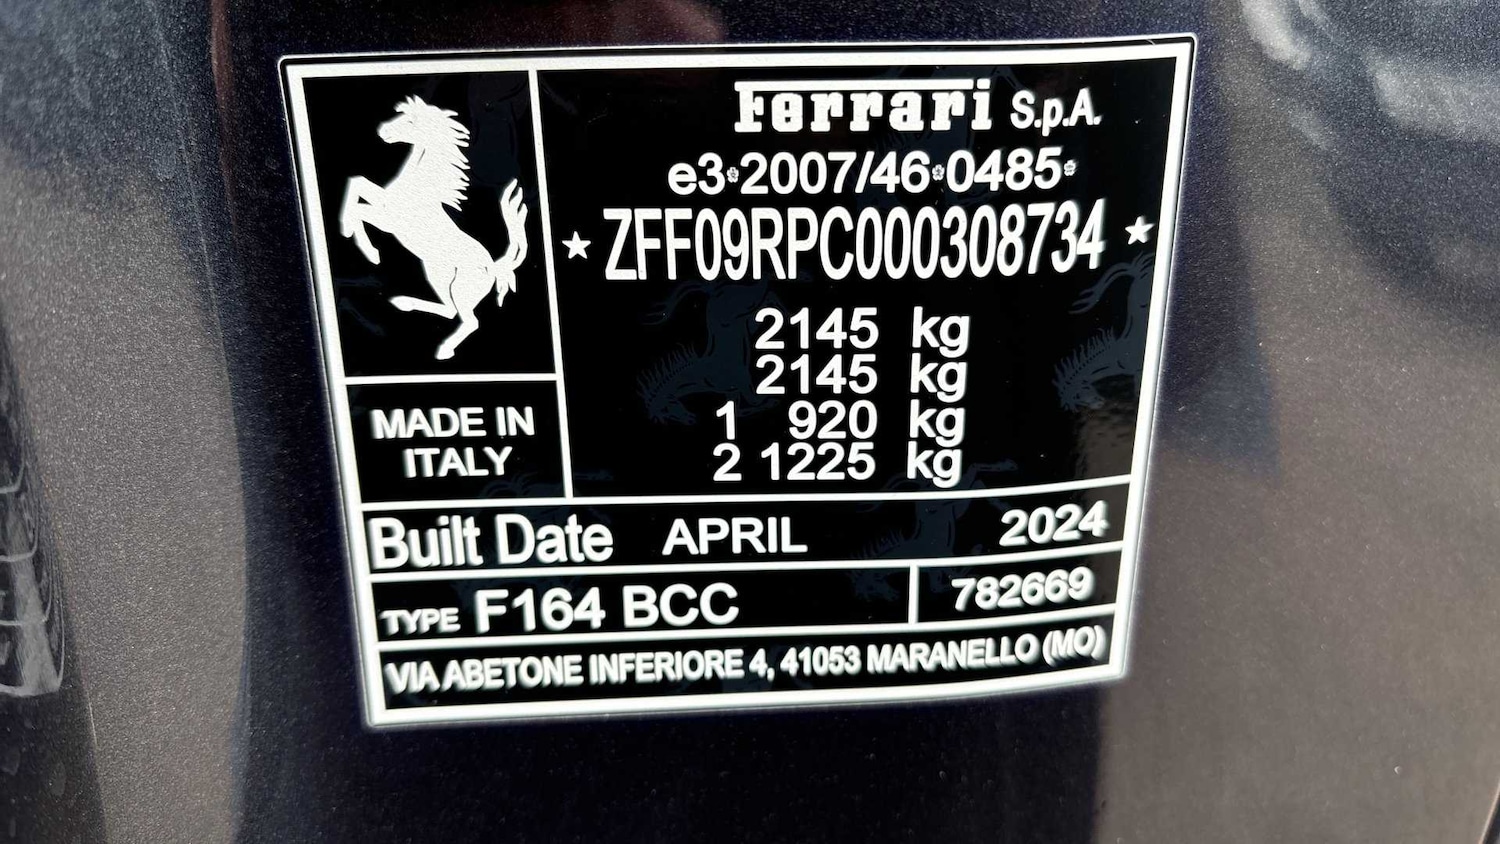 Ferrari S.p.A.
e3*2007/46*0485*
★ ZFF09RPC000308734 ★
2145 kg
2145 kg
1 920 kg
2 1225 kg
MADE IN
ITALY
Built Date APRIL 2024
TYPE F164 BCC 782669
VIA ABETONE INFERIORE 4, 41053 MARANELLO (MO)